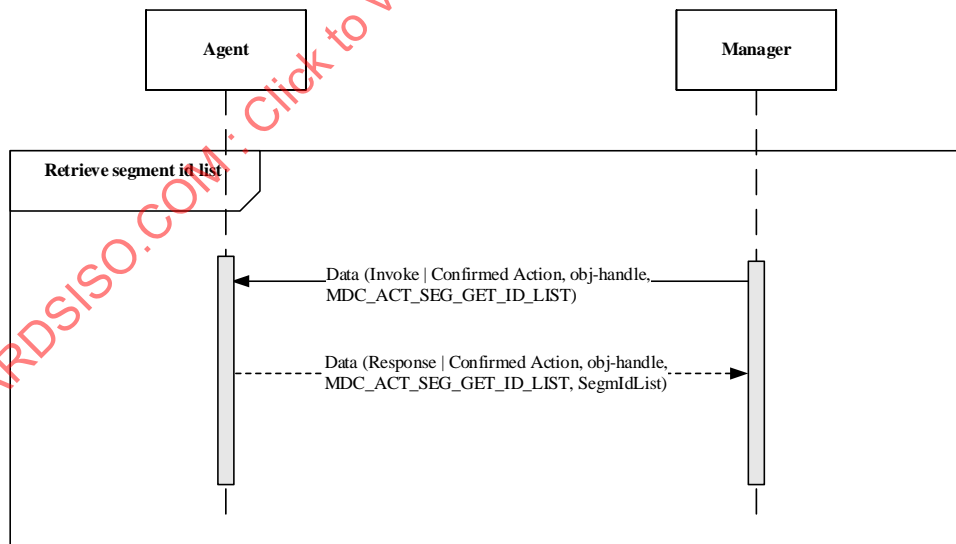 Agent
Manager
Retrieve segment id list
Data (Invoke | Confirmed Action, obj-handle,
MDC_ACT_SEG_GET_ID_LIST)
Data (Response | Confirmed Action, obj-handle,
MDC_ACT_SEG_GET_ID_LIST, SegmIdList)
ARDSISO.COM : Click to v